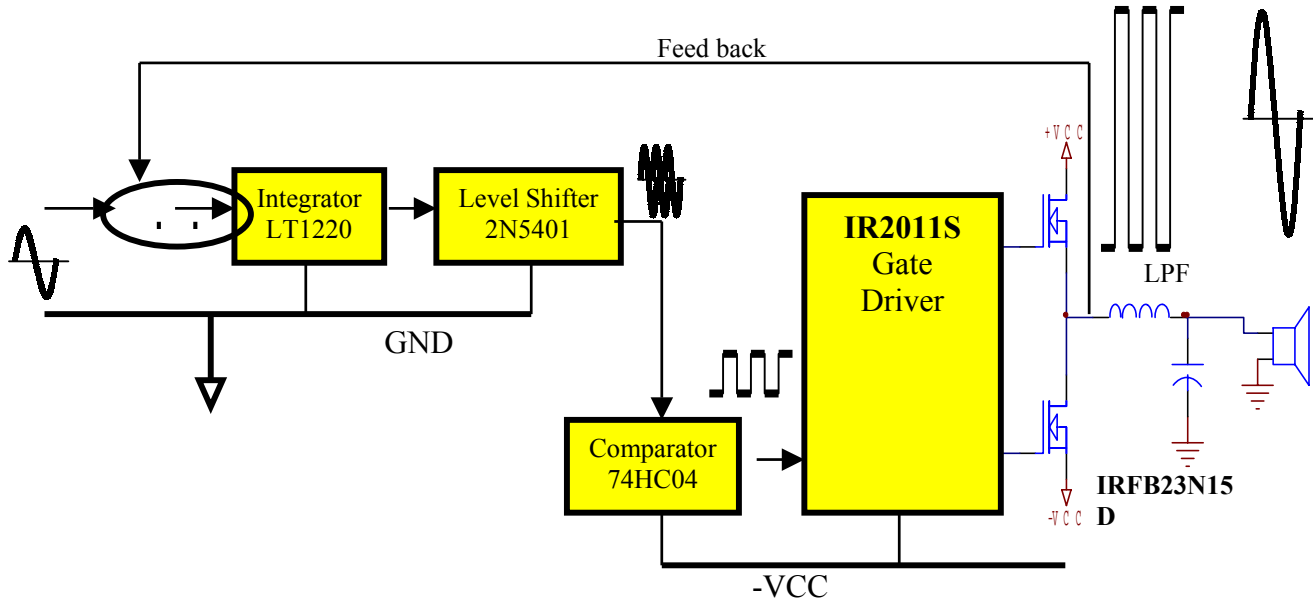 Feed back
+VCC
Integrator
LT1220
Level Shifter
2N5401
IR2011S
Gate
Driver
LPF
GND
Comparator
74HC04
IRFB23N15
D
-VCC
-VCC